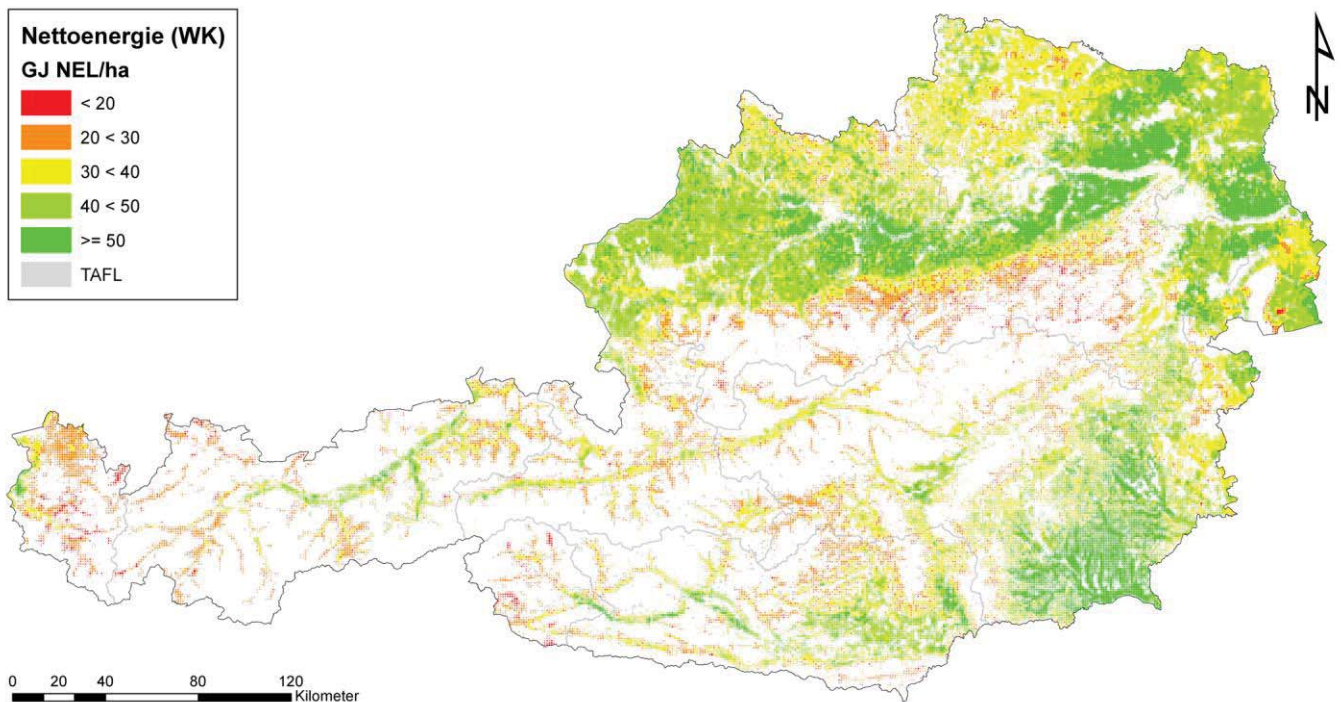 Nettoenergie (WK)
GJ NEL/ha
< 20
20 < 30
30 < 40
40 < 50
>= 50
TAFL
N
0 20 40 80 120
Kilometer